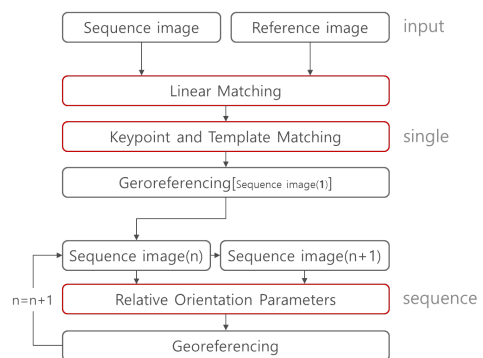 Sequence image
Reference image
input
Linear Matching
Keypoint and Template Matching
single
Geroreferencing[Sequence image(1)]
Sequence image(n)
Sequence image(n+1)
n=n+1
Relative Orientation Parameters
sequence
Georeferencing